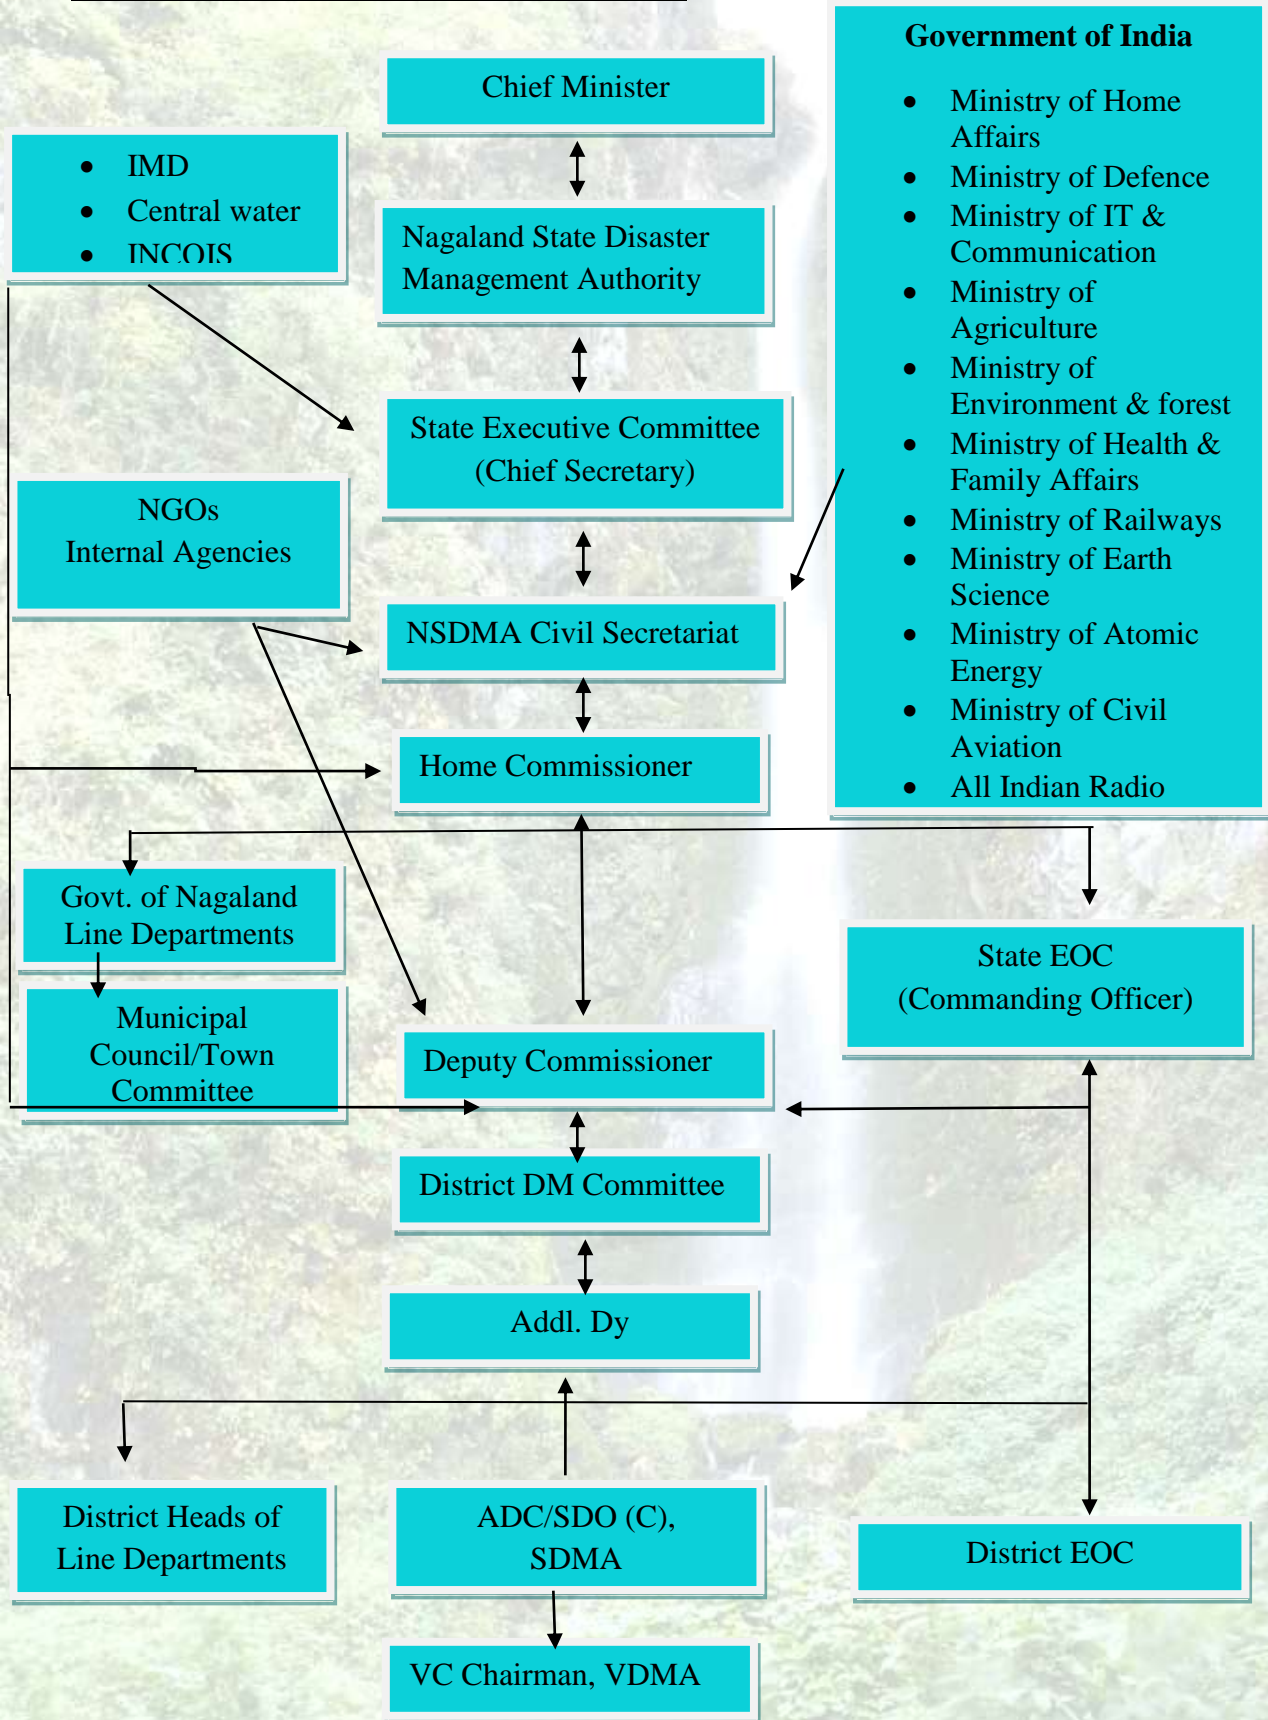 Chief Minister
Government of India
• Ministry of Home
Affairs
• Ministry of Defence
• Ministry of IT &
Communication
• Ministry of
Agriculture
• Ministry of
Environment & forest
• Ministry of Health &
Family Affairs
• Ministry of Railways
• Ministry of Earth
Science
• Ministry of Atomic
Energy
• Ministry of Civil
Aviation
• All Indian Radio
• IMD
• Central water
• INCOIS
Nagaland State Disaster
Management Authority
State Executive Committee
(Chief Secretary)
NGOs
Internal Agencies
NSDMA Civil Secretariat
Home Commissioner
Govt. of Nagaland
Line Departments
State EOC
(Commanding Officer)
Municipal
Council/Town
Committee
Deputy Commissioner
District DM Committee
Addl. Dy
District Heads of
Line Departments
ADC/SDO (C),
SDMA
District EOC
VC Chairman, VDMA